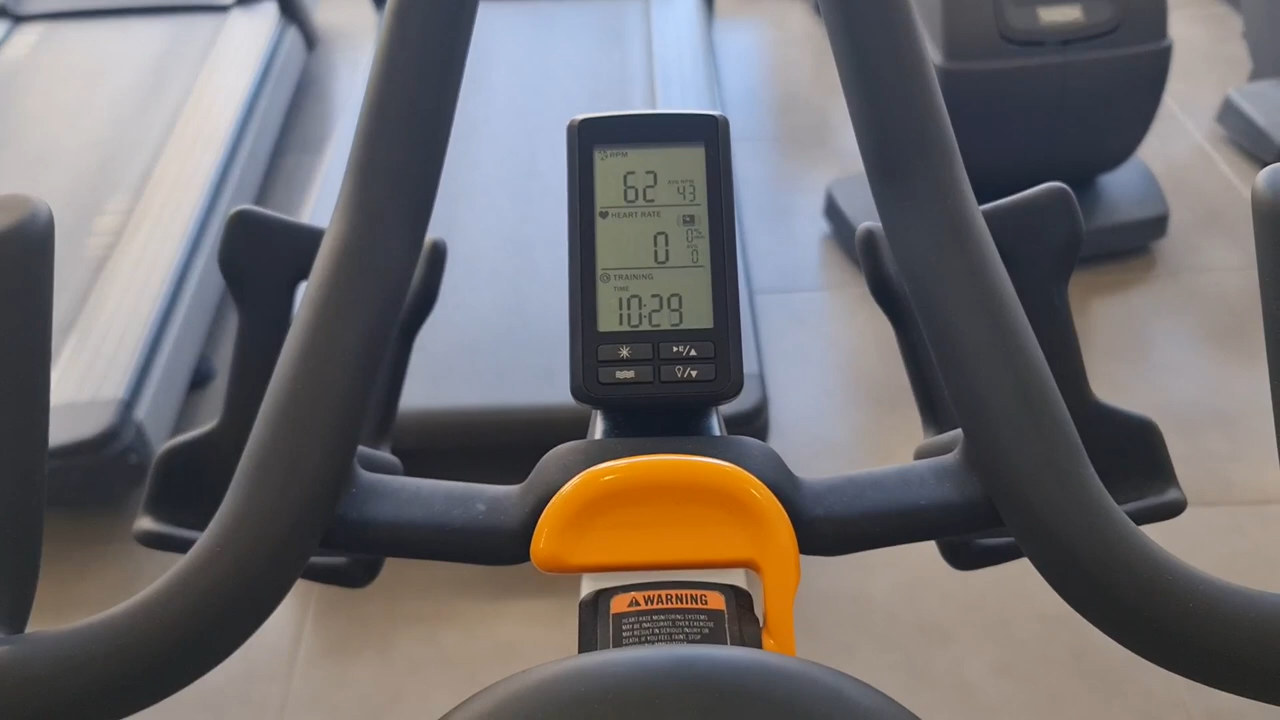 RPM
62
AVG RPM
43
HEART RATE
0
0%
AVG
0
TRAINING
TIME
10:29
WARNING
HEART RATE MONITORING SYSTEMS
MAY BE INACCURATE. OVER EXERCISE
MAY RESULT IN SERIOUS INJURY OR
DEATH. IF YOU FEEL FAINT, STOP